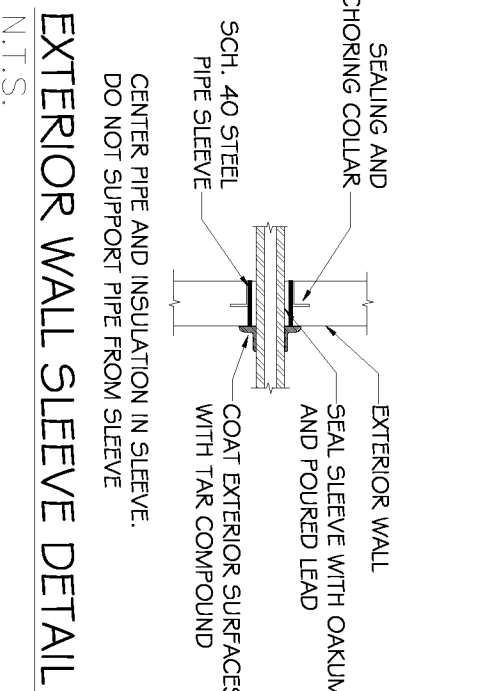 SEALING AND
CHORING COLLAR
SCH. 40 STEEL
PIPE SLEEVE
EXTERIOR WALL
SEAL SLEEVE WITH OAKUM
AND POURED LEAD
COAT EXTERIOR SURFACES
WITH TAR COMPOUND
CENTER PIPE AND INSULATION IN SLEEVE.
DO NOT SUPPORT PIPE FROM SLEEVE
EXTERIOR WALL SLEEVE DETAIL
N.T.S.